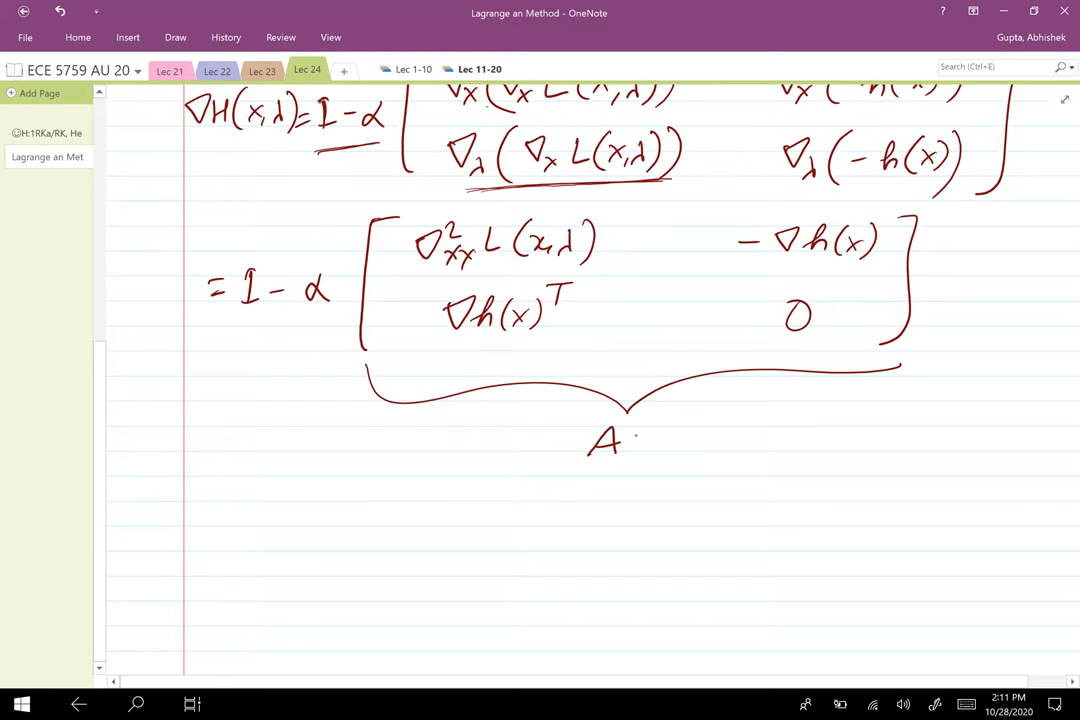 Lagrange an Method - OneNote
File Home Insert Draw History Review View
Gupta, Abhishek
ECE 5759 AU 20 Lec 21 Lec 22 Lec 23 Lec 24 + Lec 1-10 Lec 11-20
Search (Ctrl+E)
Add Page
H:1RKa/RK, He
Lagrange an Met
∇ₓ(∇ₓ L(x,λ)) ∇ₓ(-h(x))
∇H(x,λ)= I - α
∇_λ(∇ₓ L(x,λ)) ∇_λ(-h(x))
∇²ₓₓ L(x,λ) -∇h(x)
= I - α
∇h(x)ᵀ 0
A
2:11 PM
10/28/2020